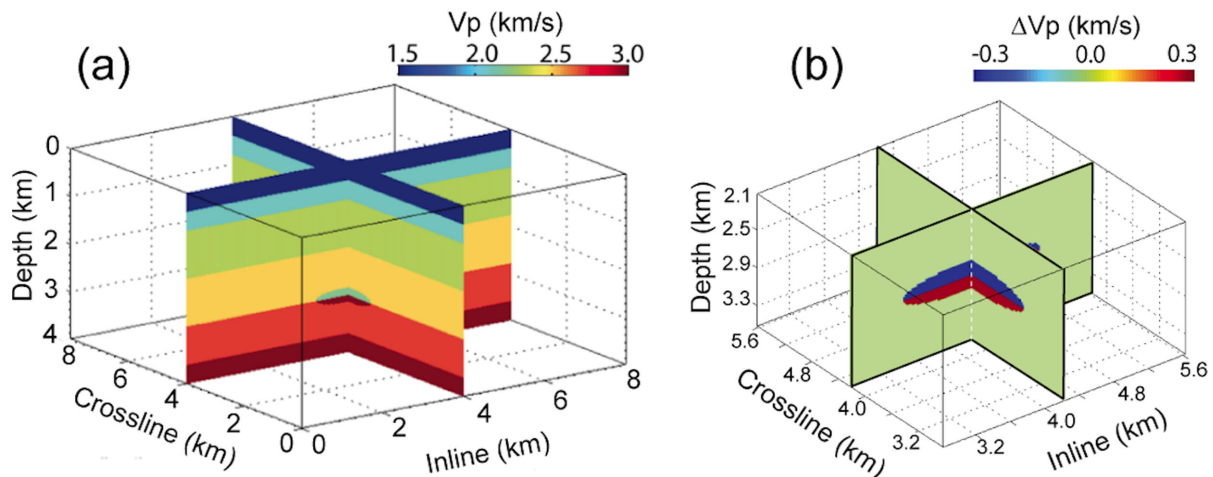 (a)
Vp (km/s)
1.5 2.0 2.5 3.0
Depth (km)
0
1
2
3
4
8
6
4
2
0
Crossline (km)
0
2
4
6
8
Inline (km)
(b)
ΔVp (km/s)
-0.3 0.0 0.3
Depth (km)
2.1
2.5
2.9
3.3
5.6
4.8
4.0
3.2
Crossline (km)
3.2
4.0
4.8
5.6
Inline (km)